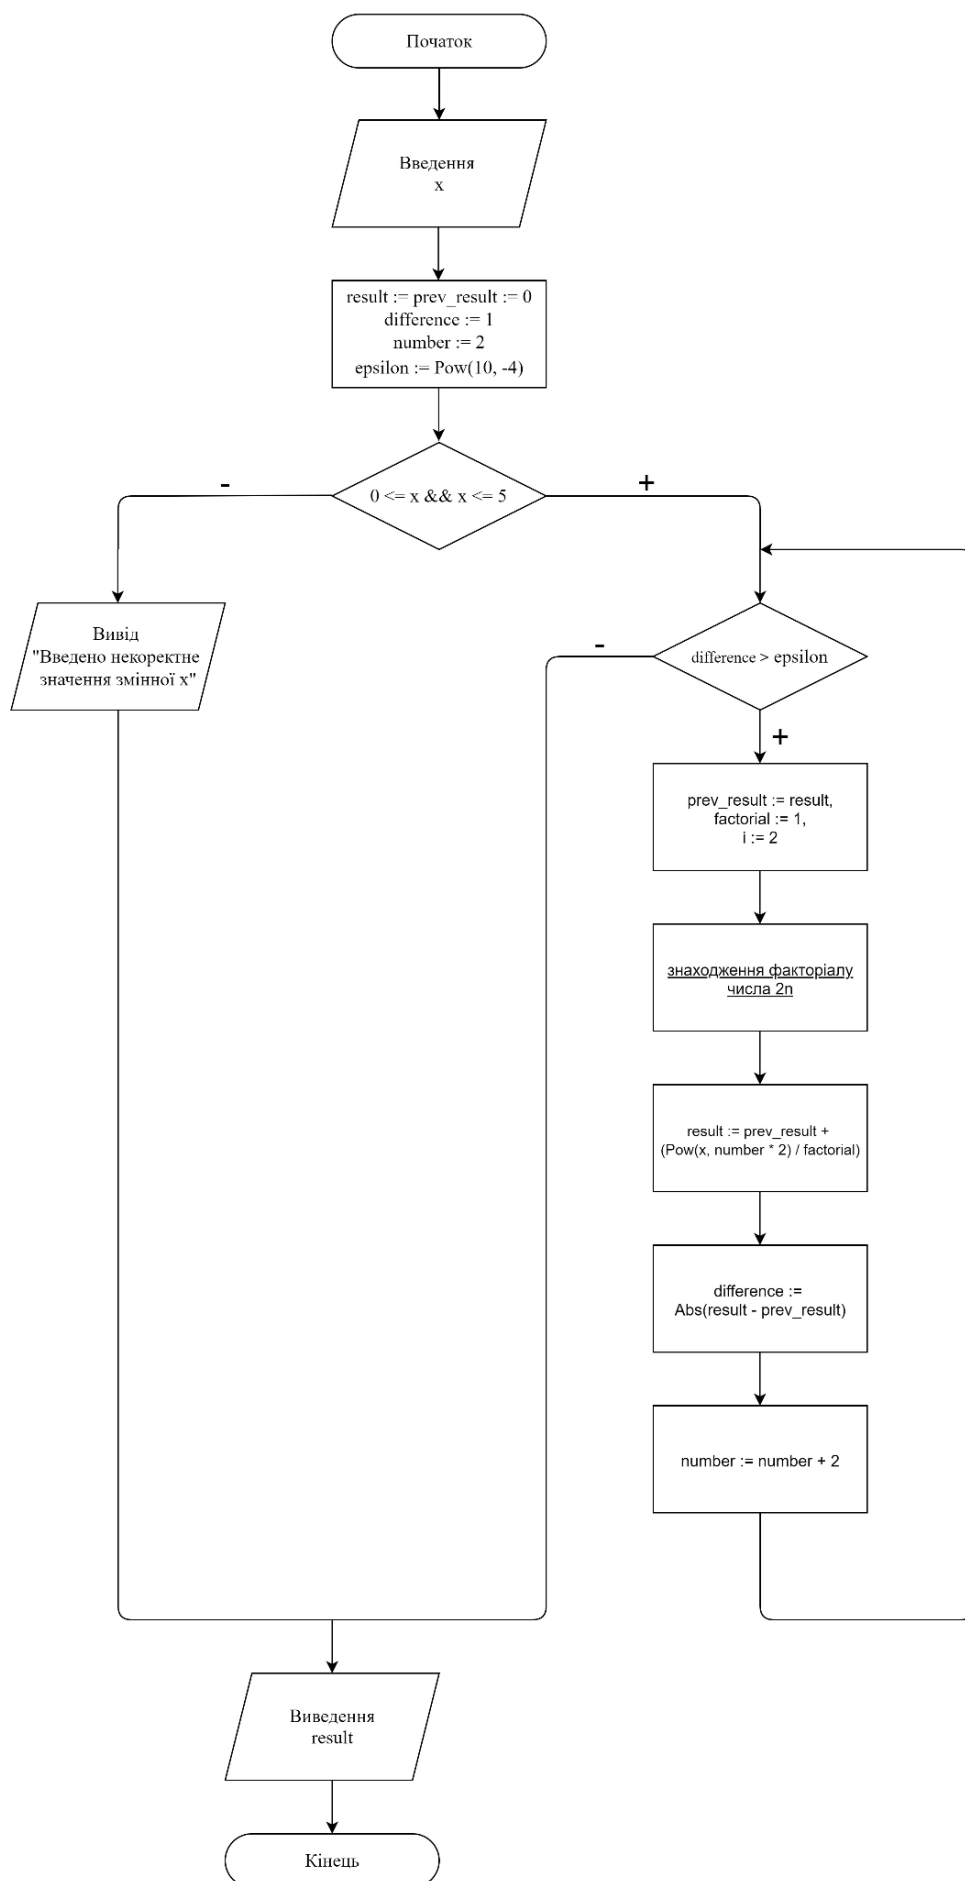 Початок
Введення
x
result := prev_result := 0
difference := 1
number := 2
epsilon := Pow(10, -4)
-
0 <= x && x <= 5
+
Вивід
"Введено некоректне
значення змінної x"
-
difference > epsilon
+
prev_result := result,
factorial := 1,
i := 2
знаходження факторіалу
числа 2n
result := prev_result +
(Pow(x, number * 2) / factorial)
difference :=
Abs(result - prev_result)
number := number + 2
Виведення
result
Кінець